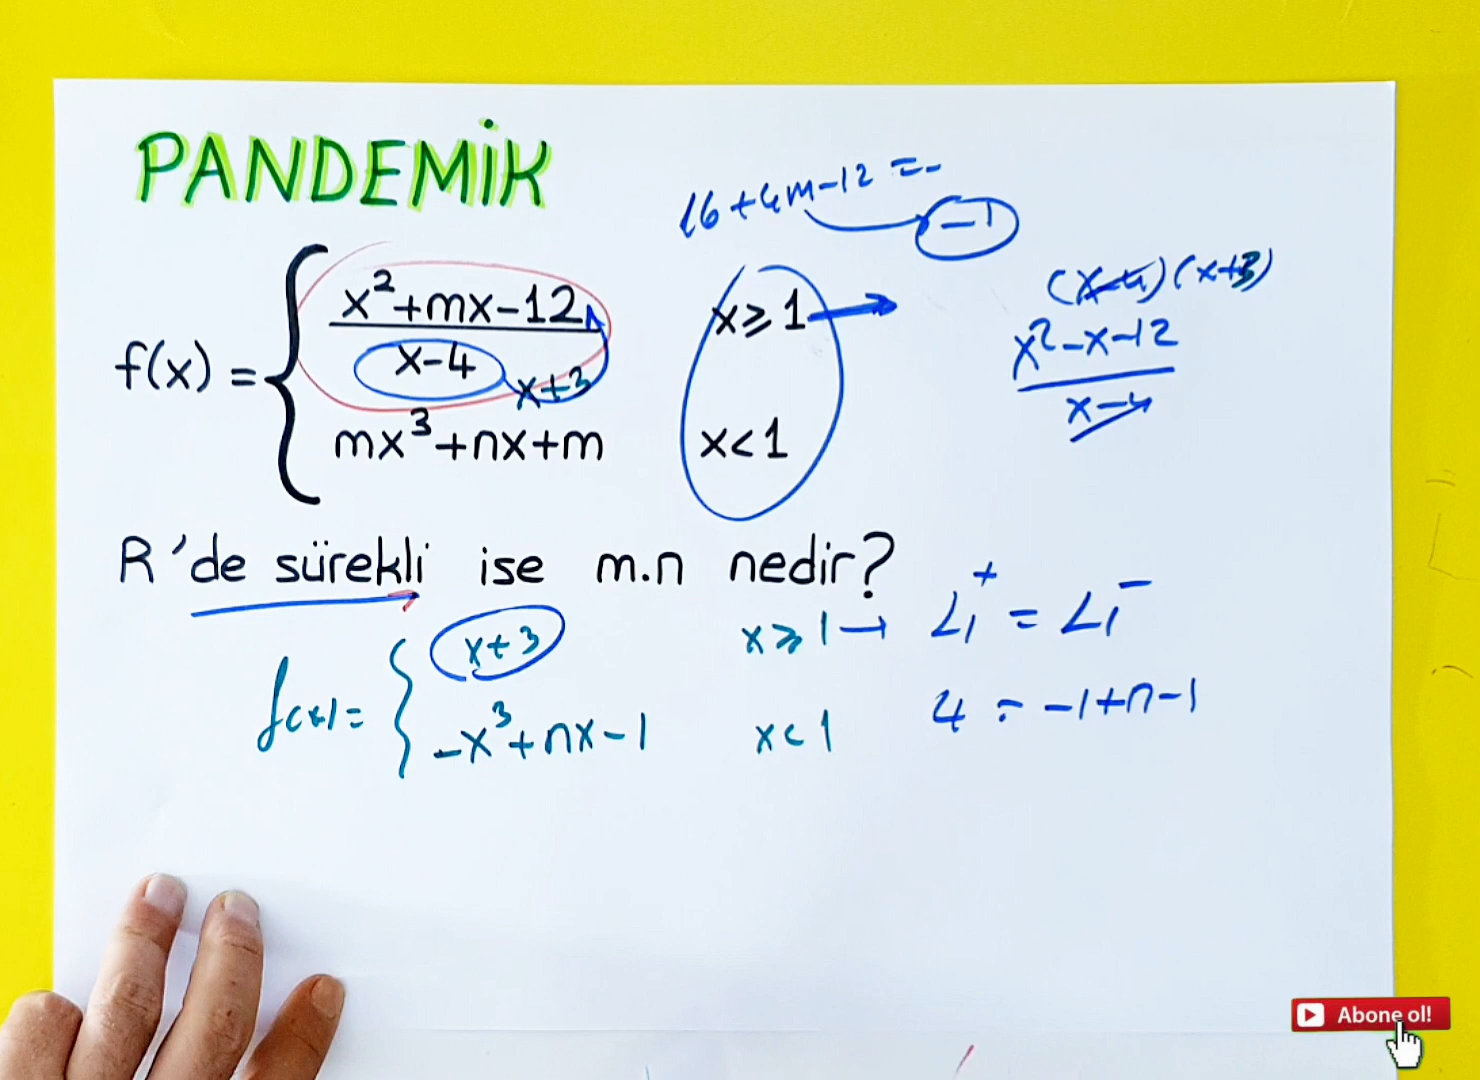 PANDEMİK
16+4m-12 =
-1
f(x) =
x²+mx-12
x-4
x+3
mx³+nx+m
x≥1
x<1
(x-4)(x+3)
x²-x-12
x-4
R'de sürekli ise m.n nedir?
f(x)=
x+3
x≥1→
L₁⁺ = L₁⁻
-x³+nx-1
x<1
4 = -1+n-1
Abone ol!